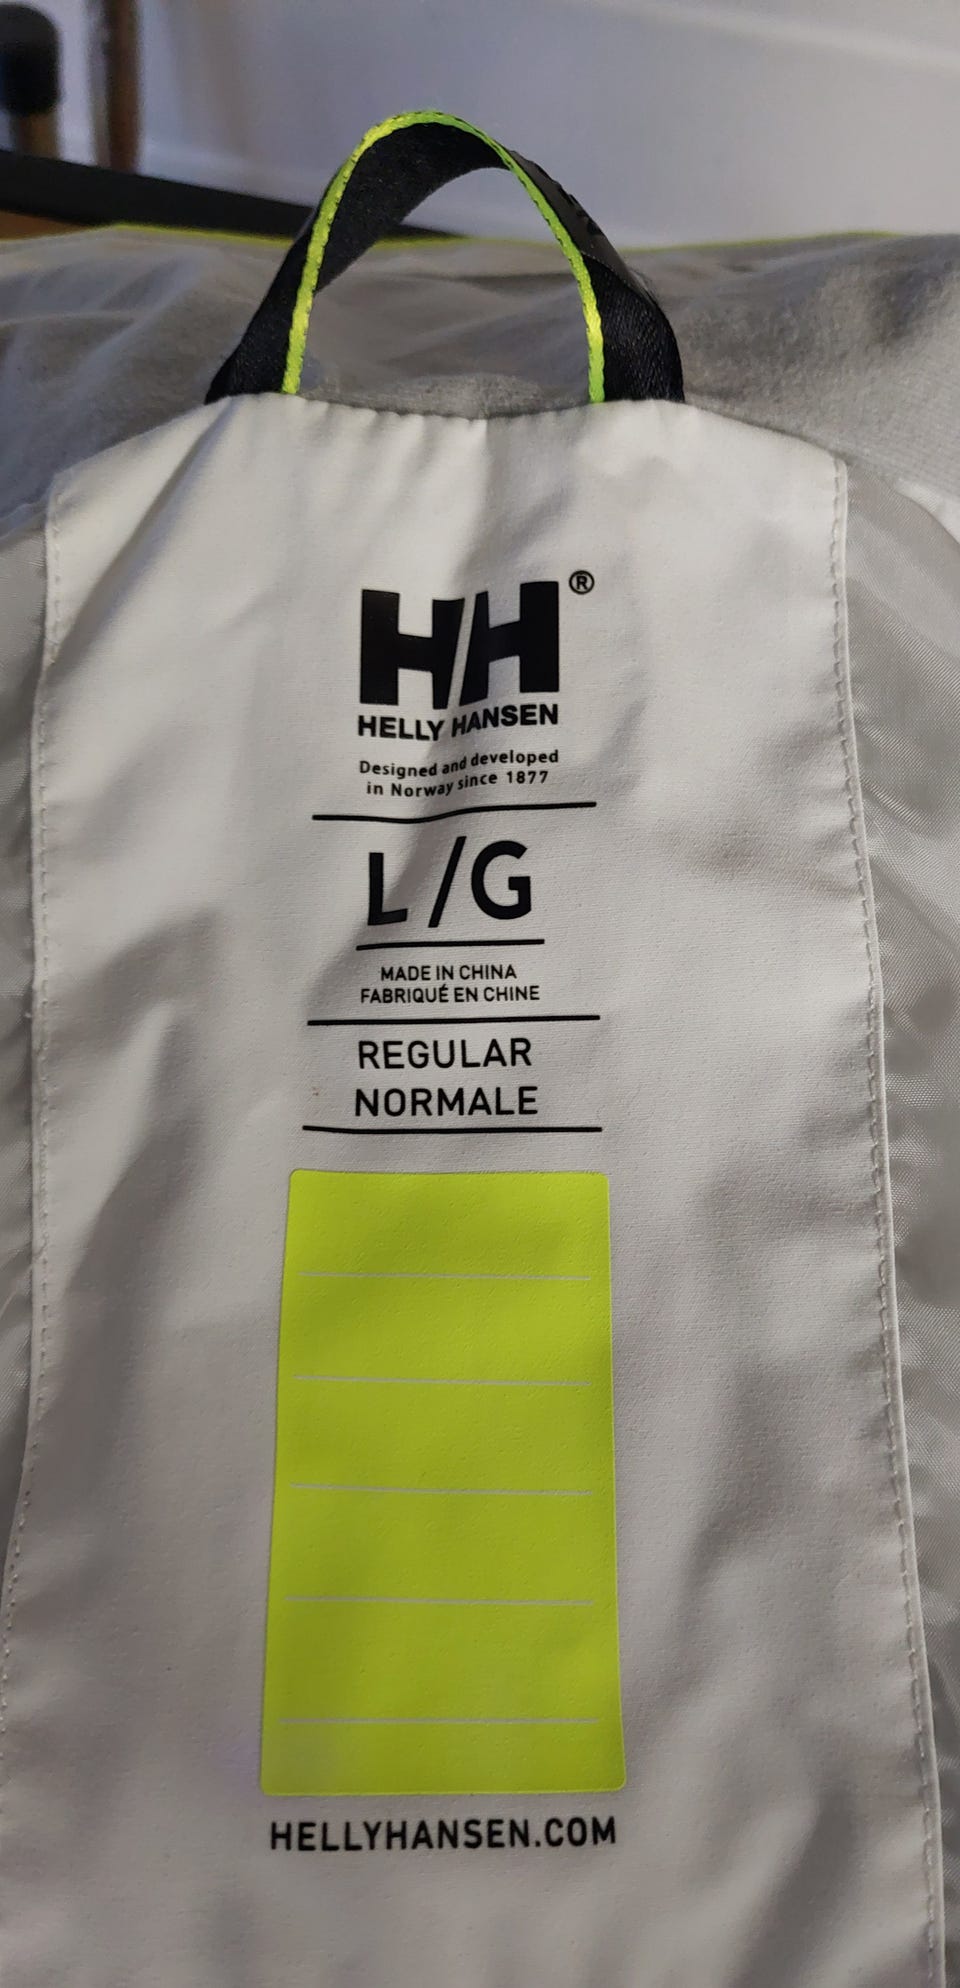 HH®
HELLY HANSEN
Designed and developed
in Norway since 1877
L/G
MADE IN CHINA
FABRIQUÉ EN CHINE
REGULAR
NORMALE
HELLYHANSEN.COM